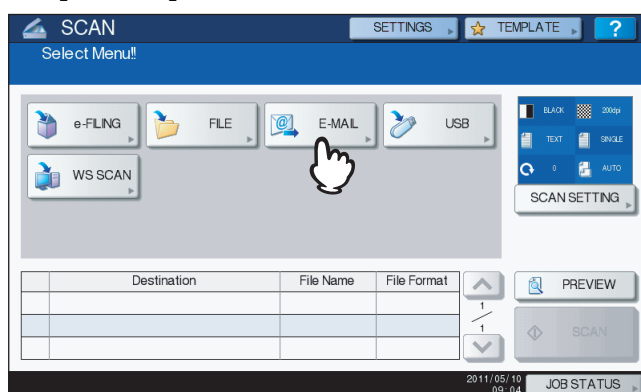 SCAN
SETTINGS
TEMPLATE
?
Select Menu!!
e-FILING
FILE
E-MAIL
USB
BLACK
200dpi
TEXT
SINGLE
0
AUTO
WS SCAN
SCAN SETTING
Destination
File Name
File Format
PREVIEW
1
1
SCAN
2011/05/10
09:04
JOB STATUS